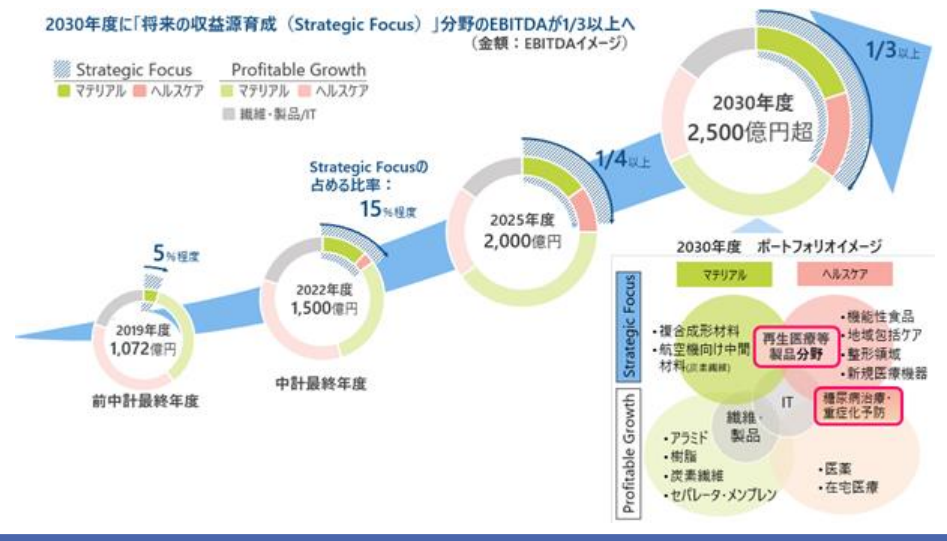 2030年度に「将来の収益源育成（Strategic Focus）」分野のEBITDAが1/3以上へ
（金額：EBITDAイメージ）
Strategic Focus
マテリアル ヘルスケア
Profitable Growth
マテリアル ヘルスケア
繊維・製品/IT
Strategic Focusの
占める比率：
5%程度
15%程度
1/4以上
1/3以上
2019年度
1,072億円
前中計最終年度
2022年度
1,500億円
中計最終年度
2025年度
2,000億円
2030年度
2,500億円超
2030年度 ポートフォリオイメージ
マテリアル
ヘルスケア
Strategic Focus
・複合成形材料
・航空機向け中間
材料(炭素繊維)
再生医療等
製品分野
・機能性食品
・地域包括ケア
・整形領域
・新規医療機器
糖尿病治療・
重症化予防
IT
繊維・
製品
Profitable Growth
・アラミド
・樹脂
・炭素繊維
・セパレータ・メンブレン
・医薬
・在宅医療